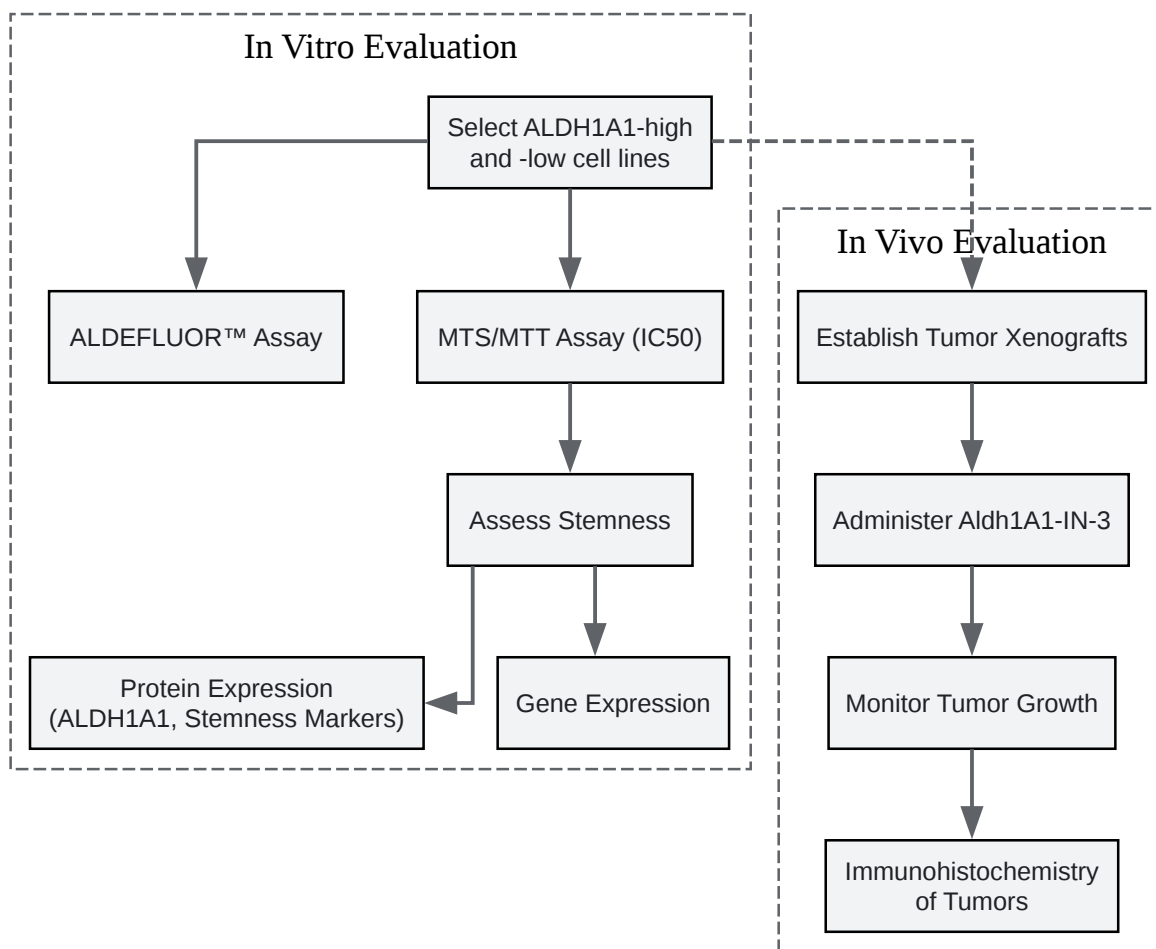 In Vitro Evaluation
Select ALDH1A1-high
and -low cell lines
In Vivo Evaluation
ALDEFLUOR™ Assay
MTS/MTT Assay (IC50)
Establish Tumor Xenografts
Assess Stemness
Administer Aldh1A1-IN-3
Protein Expression
(ALDH1A1, Stemness Markers)
Gene Expression
Monitor Tumor Growth
Immunohistochemistry
of Tumors